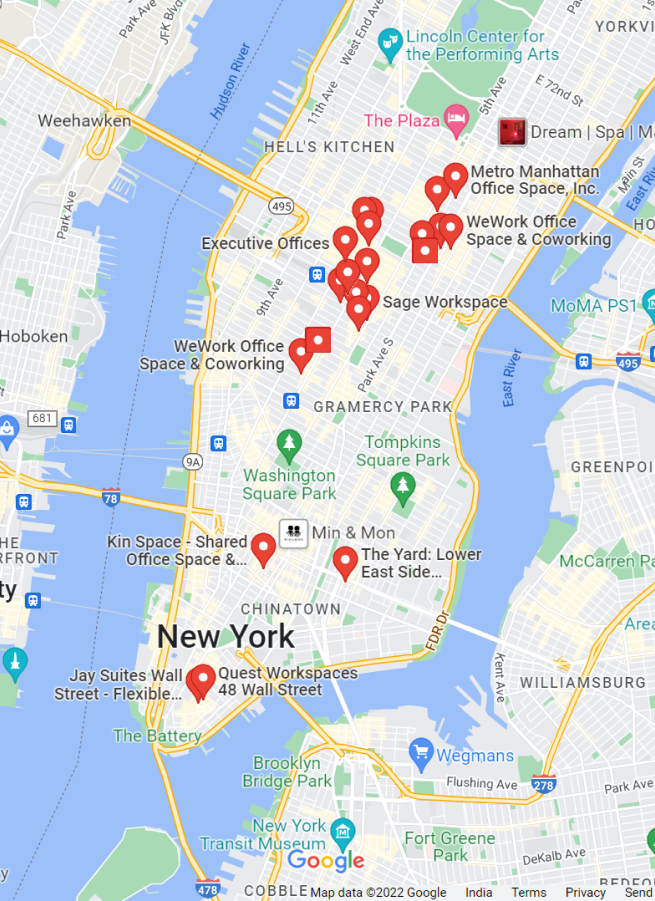 YORKVI
Park Ave
JFK Blvd
West End Ave
Lincoln Center for
the Performing Arts
Hudson River
E 72nd St
5th Ave
11th Ave
Weehawken
The Plaza
Dream | Spa | Ma
HELL'S KITCHEN
Main St
East Riv
Metro Manhattan
Office Space, Inc.
Park Ave
495
WeWork Office
Space & Coworking
HO
Executive Offices
9th Ave
Sage Workspace
MoMA PS1
Hoboken
WeWork Office
Space & Coworking
Park Ave S
East River
495
681
GRAMERCY PARK
Tompkins
Square Park
9A
Washington
Square Park
GREENPOI
78
Min & Mon
HE
RFRONT
Kin Space - Shared
Office Space &...
The Yard: Lower
East Side...
McCarren Pa
ty
CHINATOWN
FDR Dr
Area
New York
Jay Suites Wall
Street - Flexible...
Quest Workspaces
48 Wall Street
Kent Ave
WILLIAMSBURG
The Battery
Wegmans
Brooklyn
Bridge Park
Flushing Ave
278
Park Ave
New York
Transit Museum
Fort Greene
Park
DeKalb Ave
Google
BEDFO
478
COBBLE
Map data ©2022 Google
India
Terms
Privacy
Send